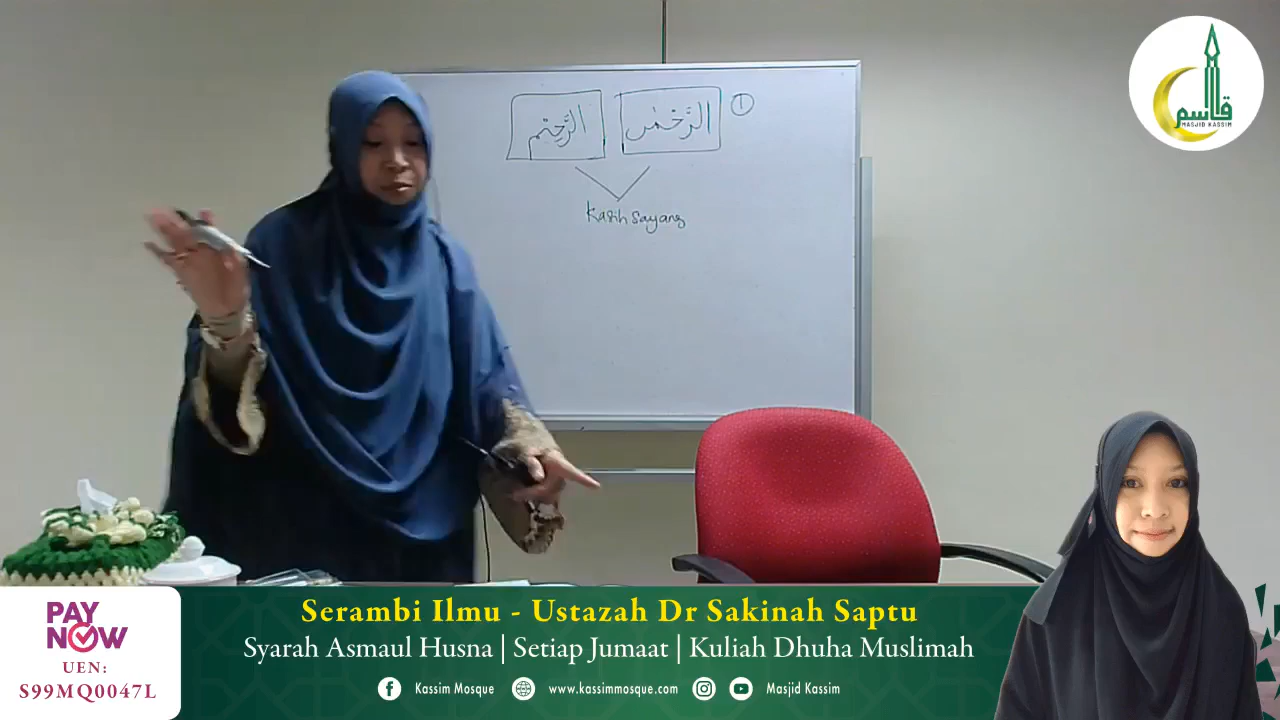 الرَّحْمٰن الرَّحِيْم ①
Kasih Sayang
قاسم
MASJID KASSIM
PAY
NOW
UEN:
S99MQ0047L
Serambi Ilmu - Ustazah Dr Sakinah Saptu
Syarah Asmaul Husna | Setiap Jumaat | Kuliah Dhuha Muslimah
Kassim Mosque www.kassimmosque.com Masjid Kassim